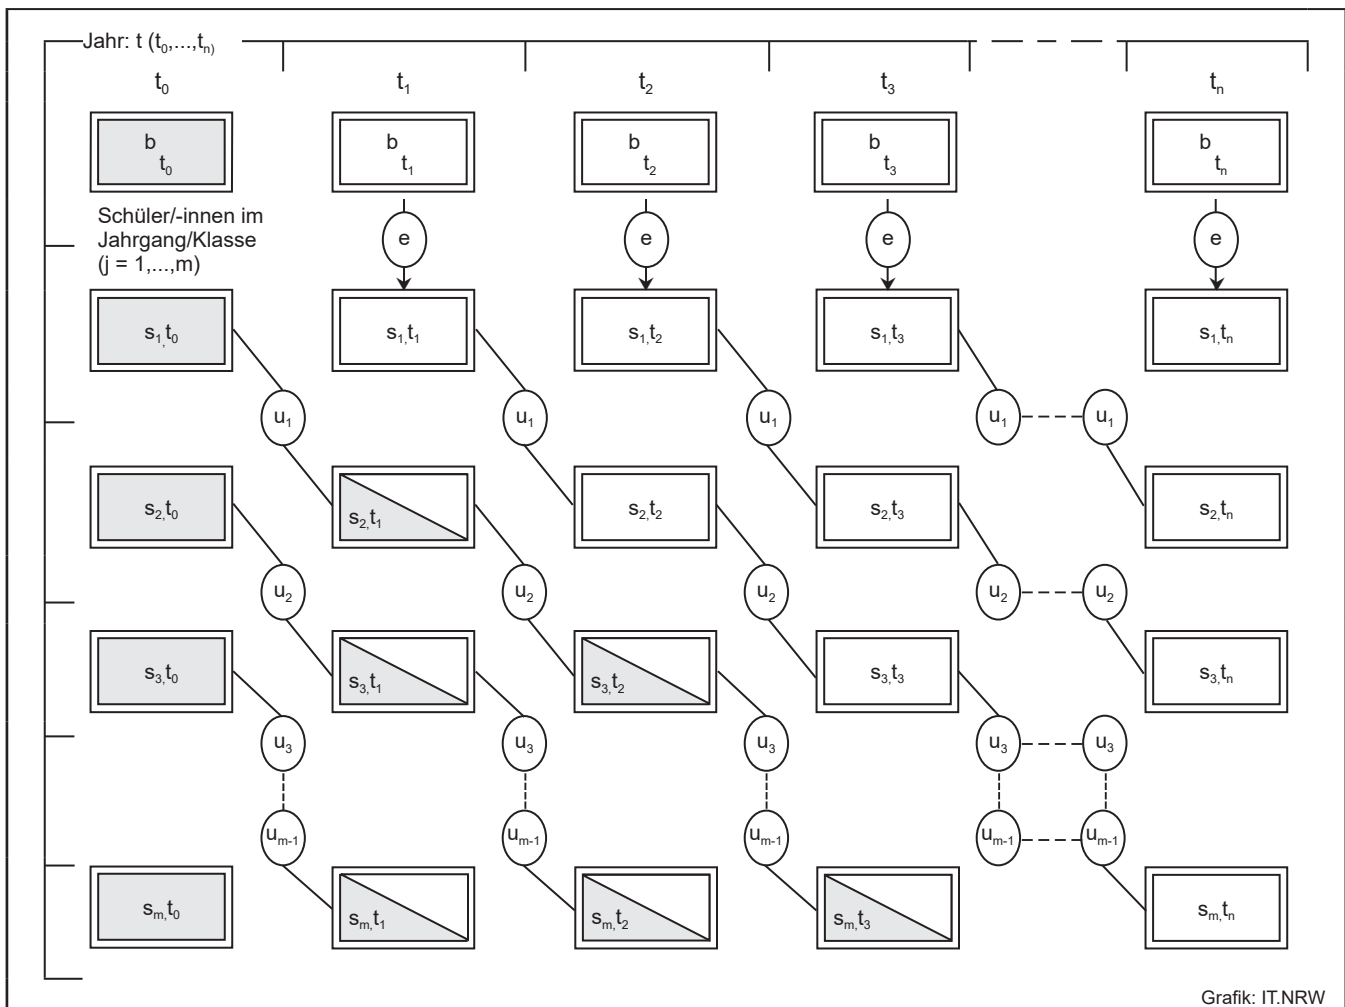 Jahr: t (t0,...,tn)
t0 t1 t2 t3 tn
b b b b b
t0 t1 t2 t3 tn
Schüler/-innen im
Jahrgang/Klasse
(j = 1,...,m)
e e e e
s1,t0 s1,t1 s1,t2 s1,t3 s1,tn
u1 u1 u1 u1 u1
s2,t0 s2,t1 s2,t2 s2,t3 s2,tn
u2 u2 u2 u2 u2
s3,t0 s3,t1 s3,t2 s3,t3 s3,tn
u3 u3 u3 u3 u3
um-1 um-1 um-1 um-1 um-1
sm,t0 sm,t1 sm,t2 sm,t3 sm,tn
Grafik: IT.NRW